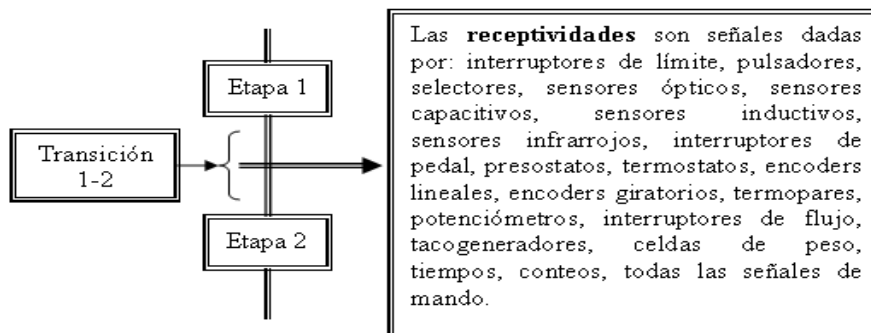 Etapa 1
Transición
1-2
Etapa 2
Las receptividades son señales dadas
por: interruptores de límite, pulsadores,
selectores, sensores ópticos, sensores
capacitivos, sensores inductivos,
sensores infrarrojos, interruptores de
pedal, presostatos, termostatos, encoders
lineales, encoders giratorios, termopares,
potenciómetros, interruptores de flujo,
tacogeneradores, celdas de peso,
tiempos, conteos, todas las señales de
mando.